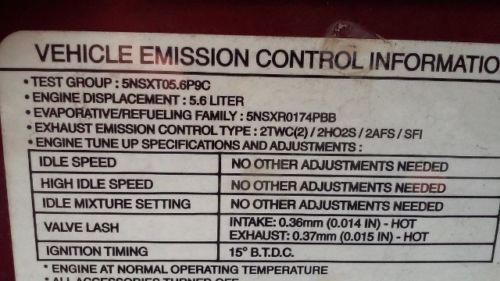 VEHICLE EMISSION CONTROL INFORMATIO
• TEST GROUP : 5NSXT05.6P9C
• ENGINE DISPLACEMENT : 5.6 LITER
• EVAPORATIVE/REFUELING FAMILY : 5NSXR0174PBB
• EXHAUST EMISSION CONTROL TYPE : 2TWC(2) / 2HO2S / 2AFS / SFI
• ENGINE TUNE UP SPECIFICATIONS AND ADJUSTMENTS :
IDLE SPEED NO OTHER ADJUSTMENTS NEEDED
HIGH IDLE SPEED NO OTHER ADJUSTMENTS NEEDED
IDLE MIXTURE SETTING NO OTHER ADJUSTMENTS NEEDED
VALVE LASH INTAKE: 0.36mm (0.014 IN) - HOT
EXHAUST: 0.37mm (0.015 IN) - HOT
IGNITION TIMING 15° B.T.D.C.
* ENGINE AT NORMAL OPERATING TEMPERATURE
* ALL ACCESSORIES TURNED OFF